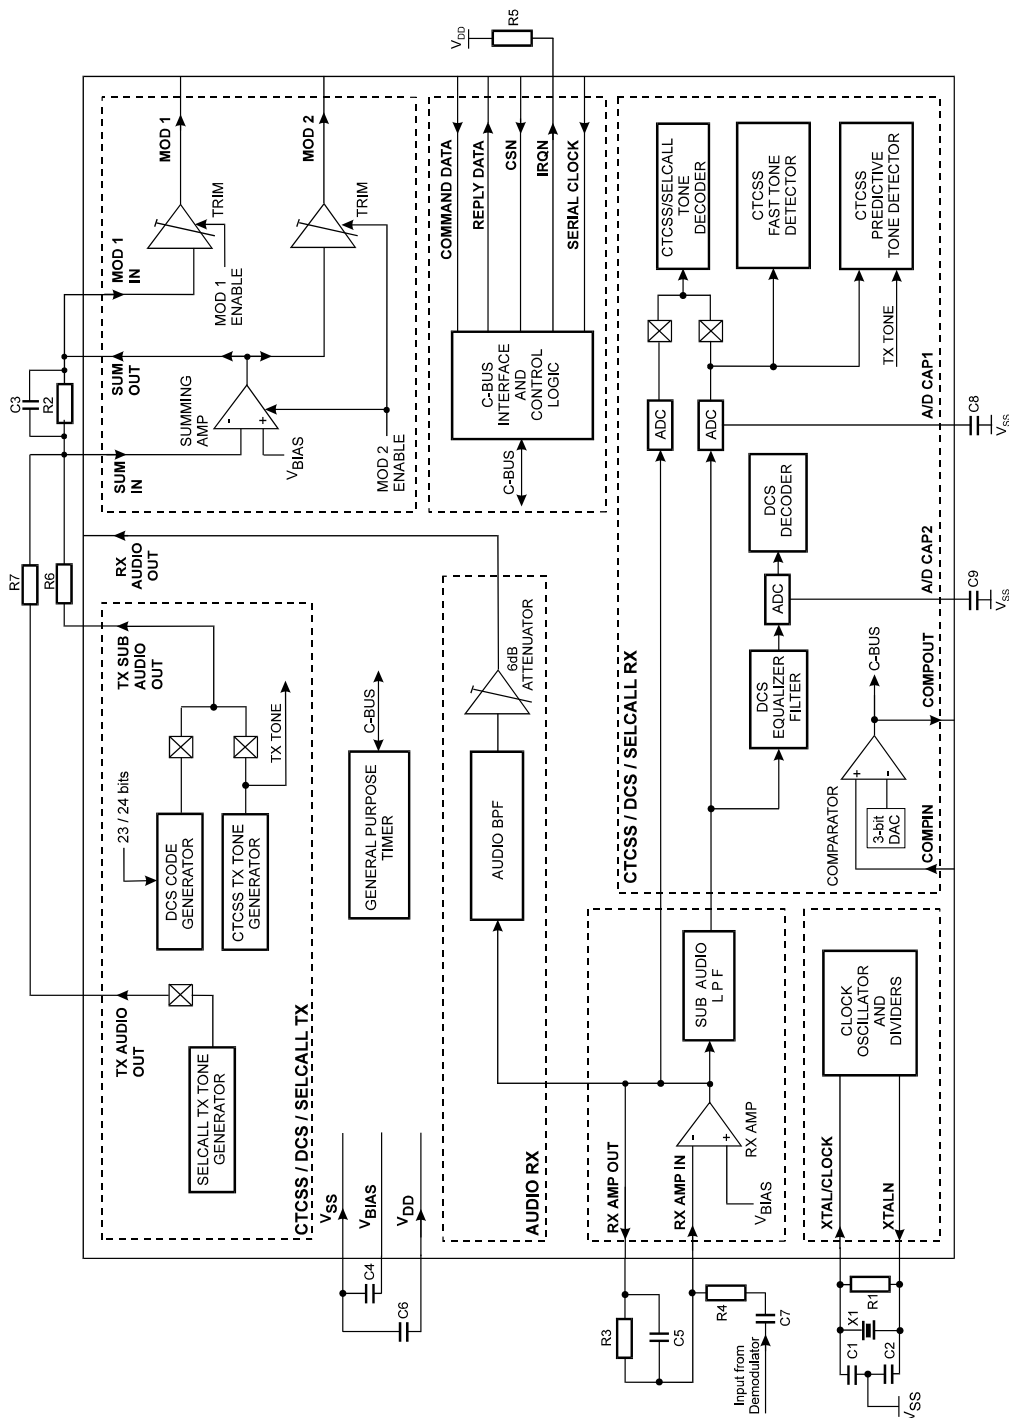 Input from
Demodulator
C7
R4
R3
C5
RX AMP OUT
RX AMP IN
VBIAS
RX AMP
SUB AUDIO
L P F
VSS
C1
C2
X1
R1
XTAL/CLOCK
XTALN
CLOCK
OSCILLATOR
AND
DIVIDERS
C4
C6
VSS
VBIAS
VDD
AUDIO RX
AUDIO BPF
6dB
ATTENUATOR
RX
AUDIO
OUT
GENERAL PURPOSE
TIMER
C-BUS
CTCSS / DCS / SELCALL TX
SELCALL TX TONE
GENERATOR
TX AUDIO
OUT
23 / 24 bits
DCS CODE
GENERATOR
CTCSS TX TONE
GENERATOR
TX TONE
TX SUB
AUDIO
OUT
R7
R6
C3
R2
SUM
IN
SUMMING
AMP
-
+
VBIAS
SUM
OUT
MOD 1
IN
MOD 1
ENABLE
MOD 2
ENABLE
TRIM
TRIM
MOD 1
MOD 2
C-BUS
C-BUS
INTERFACE
AND
CONTROL
LOGIC
COMMAND DATA
REPLY DATA
CSN
IRQN
SERIAL CLOCK
VDD
R5
CTCSS / DCS / SELCALL RX
ADC
ADC
CTCSS/SELCALL
TONE
DECODER
CTCSS
FAST TONE
DETECTOR
CTCSS
PREDICTIVE
TONE DETECTOR
TX TONE
A/D CAP1
C8
VSS
DCS
EQUALIZER
FILTER
ADC
DCS
DECODER
A/D CAP2
C9
VSS
COMPARATOR
+
-
3-bit
DAC
C-BUS
COMPIN
COMPOUT
-
+